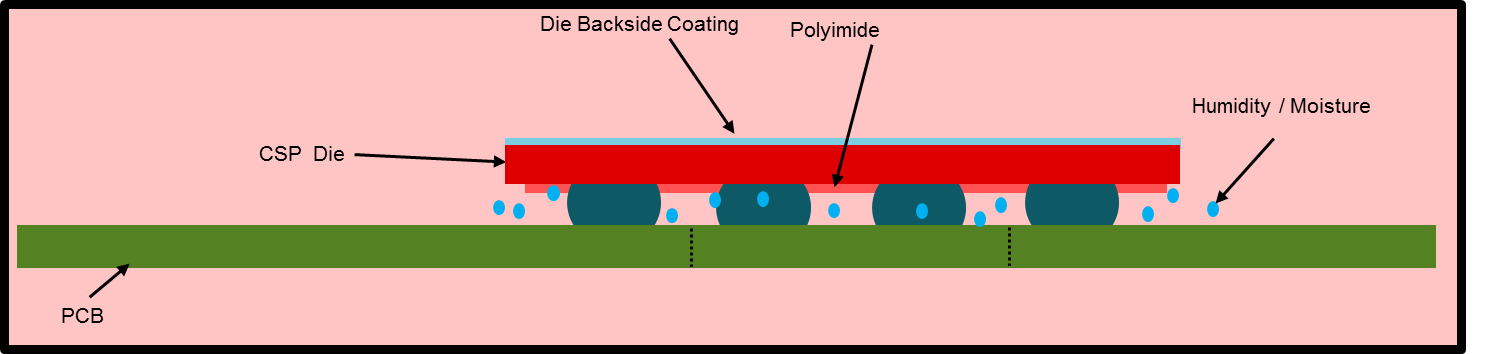 Die Backside Coating
Polyimide
Humidity / Moisture
CSP Die
PCB